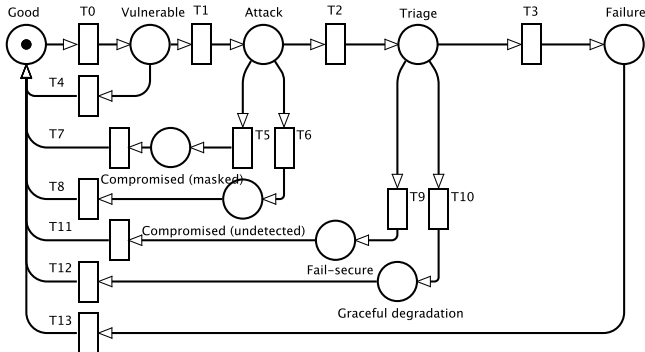 Good
T0
Vulnerable
T1
Attack
T2
Triage
T3
Failure
T4
T7
T5
T6
Compromised (masked)
T8
T9
T10
T11
Compromised (undetected)
T12
Fail-secure
Graceful degradation
T13